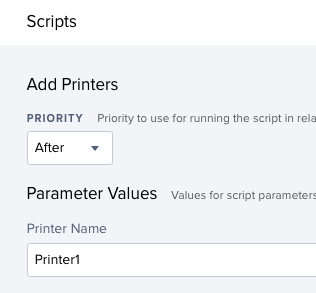 Scripts
Add Printers
PRIORITY Priority to use for running the script in
After
Parameter Values Values for script parameters
Printer Name
Printer1